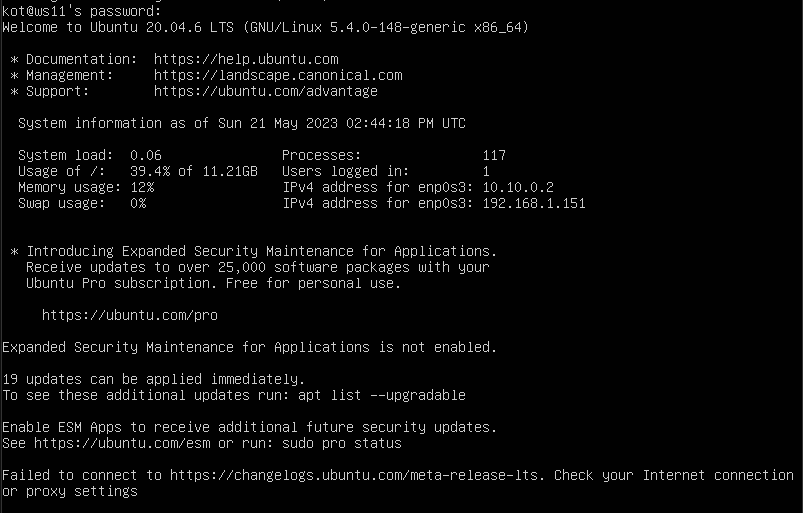 kot@ws11's password:
Welcome to Ubuntu 20.04.6 LTS (GNU/Linux 5.4.0-148-generic x86_64)

 * Documentation:  https://help.ubuntu.com
 * Management:     https://landscape.canonical.com
 * Support:        https://ubuntu.com/advantage

  System information as of Sun 21 May 2023 02:44:18 PM UTC

  System load:  0.06              Processes:               117
  Usage of /:   39.4% of 11.21GB   Users logged in:         1
  Memory usage: 12%               IPv4 address for enp0s3: 10.10.0.2
  Swap usage:   0%                IPv4 address for enp0s3: 192.168.1.151

 * Introducing Expanded Security Maintenance for Applications.
   Receive updates to over 25,000 software packages with your
   Ubuntu Pro subscription. Free for personal use.

     https://ubuntu.com/pro

Expanded Security Maintenance for Applications is not enabled.

19 updates can be applied immediately.
To see these additional updates run: apt list --upgradable

Enable ESM Apps to receive additional future security updates.
See https://ubuntu.com/esm or run: sudo pro status

Failed to connect to https://changelogs.ubuntu.com/meta-release-lts. Check your Internet connection
or proxy settings